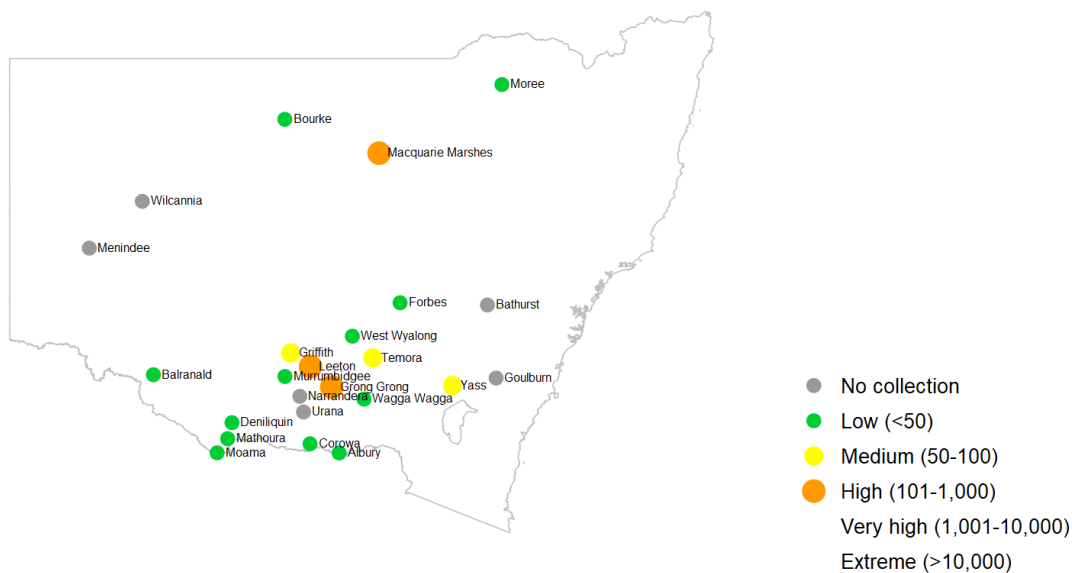 Moree
Bourke
Macquarie Marshes
Wilcannia
Menindee
Forbes
Bathurst
West Wyalong
Griffith
Temora
Leeton
Balranald
Murrumbidgee
Goulburn
Grong Grong
Yass
Narrandera
Wagga Wagga
Urana
Deniliquin
Mathoura
Corowa
Moama
Albury
No collection
Low (<50)
Medium (50-100)
High (101-1,000)
Very high (1,001-10,000)
Extreme (>10,000)